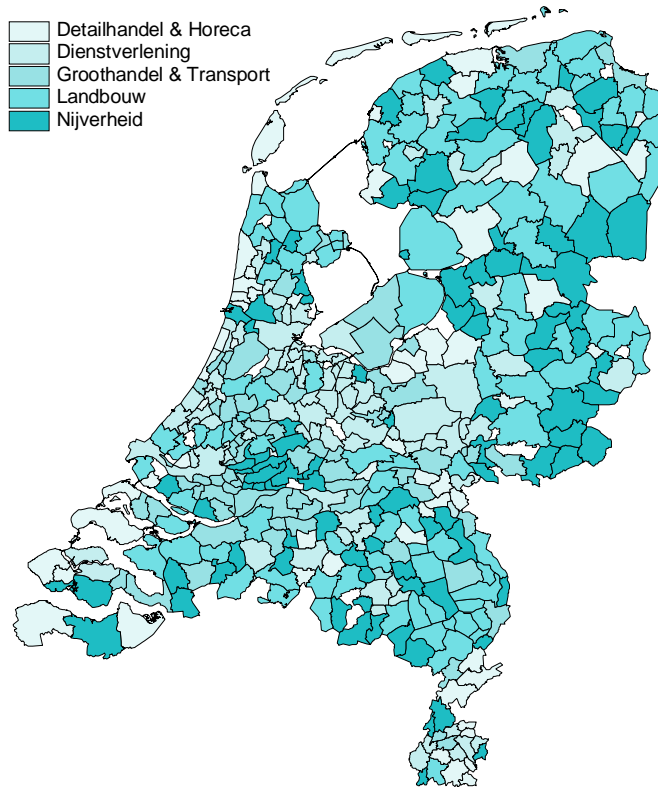 Detailhandel & Horeca
Dienstverlening
Groothandel & Transport
Landbouw
Nijverheid